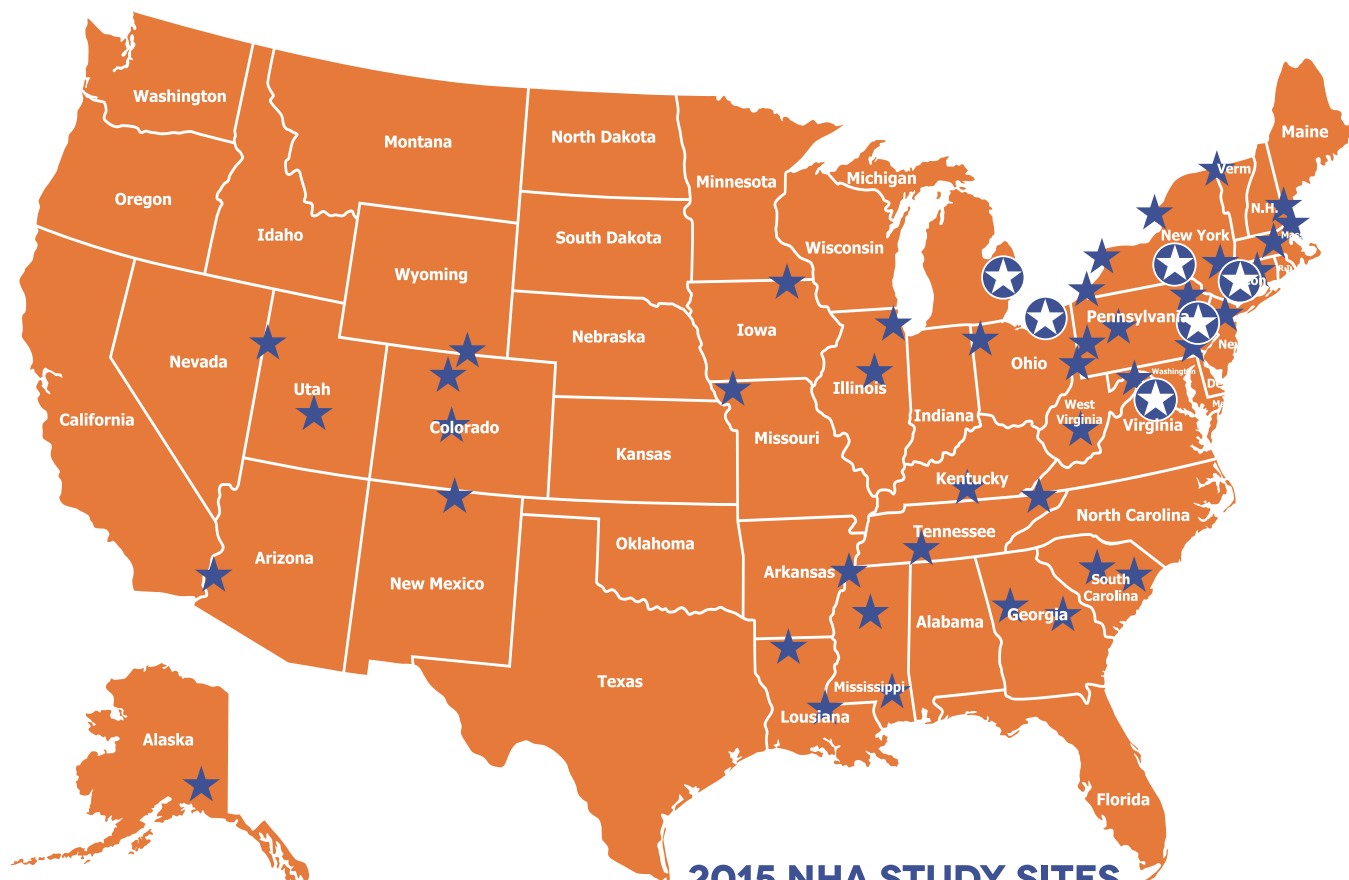 Washington
Oregon
Idaho
Montana
Wyoming
North Dakota
South Dakota
Nebraska
Minnesota
Iowa
Wisconsin
Michigan
Maine
Verm
N.H.
New York
Pennsylvania
Ohio
Illinois
Indiana
Nevada
Utah
California
Colorado
Kansas
Missouri
West
Virginia
Virginia
Washington
Kentucky
Tennessee
North Carolina
South
Carolina
Georgia
Alabama
Mississippi
Lousiana
Arkansas
Oklahoma
Texas
New Mexico
Arizona
Alaska
Florida
2015 NHA STUDY SITES